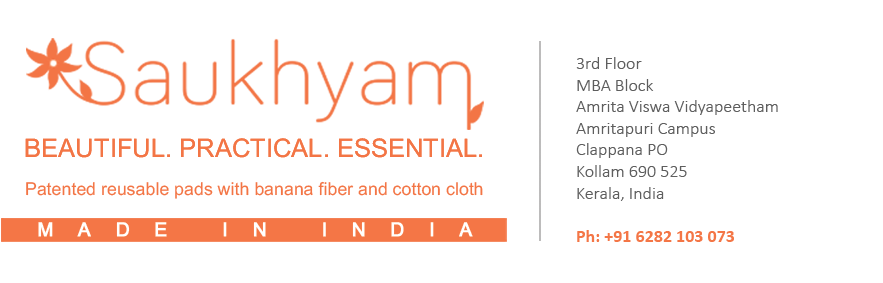 Saukhyam
BEAUTIFUL. PRACTICAL. ESSENTIAL.
Patented reusable pads with banana fiber and cotton cloth
MADE IN INDIA
3rd Floor
MBA Block
Amrita Viswa Vidyapeetham
Amritapuri Campus
Clappana PO
Kollam 690 525
Kerala, India
Ph: +91 6282 103 073